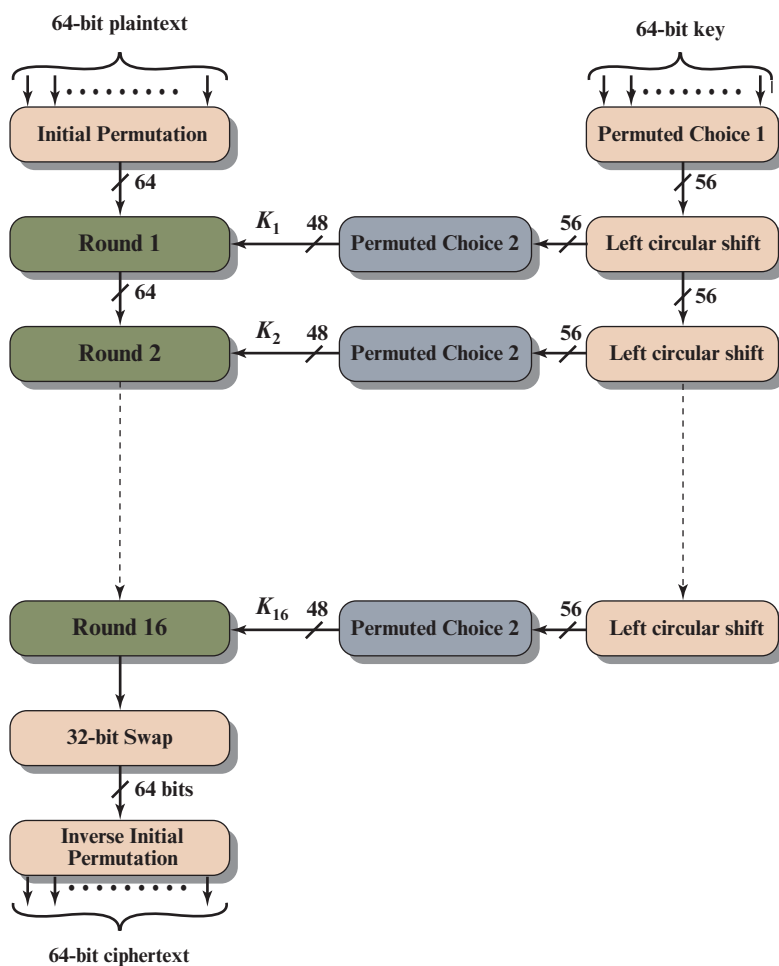 64-bit plaintext
64-bit key
Initial Permutation
Permuted Choice 1
64
56
Round 1
K1
48
Permuted Choice 2
56
Left circular shift
64
56
Round 2
K2
48
Permuted Choice 2
56
Left circular shift
Round 16
K16
48
Permuted Choice 2
56
Left circular shift
32-bit Swap
64 bits
Inverse Initial
Permutation
64-bit ciphertext